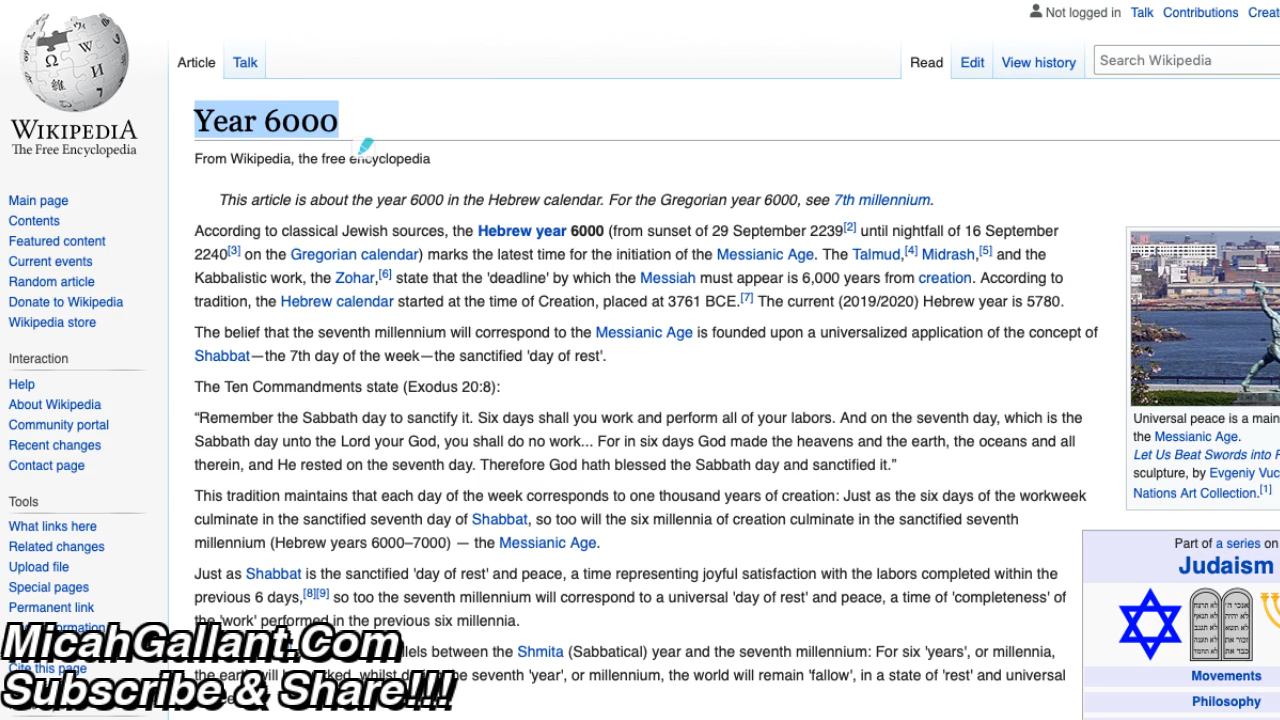 Not logged in Talk Contributions Creat
Article Talk Read Edit View history Search Wikipedia
WIKIPEDIA
The Free Encyclopedia
Year 6000
From Wikipedia, the free encyclopedia
Main page
Contents
Featured content
Current events
Random article
Donate to Wikipedia
Wikipedia store
Interaction
Help
About Wikipedia
Community portal
Recent changes
Contact page
Tools
What links here
Related changes
Upload file
Special pages
Permanent link
Cite this page
This article is about the year 6000 in the Hebrew calendar. For the Gregorian year 6000, see 7th millennium.
According to classical Jewish sources, the Hebrew year 6000 (from sunset of 29 September 2239[2] until nightfall of 16 September
2240[3] on the Gregorian calendar) marks the latest time for the initiation of the Messianic Age. The Talmud,[4] Midrash,[5] and the
Kabbalistic work, the Zohar,[6] state that the 'deadline' by which the Messiah must appear is 6,000 years from creation. According to
tradition, the Hebrew calendar started at the time of Creation, placed at 3761 BCE.[7] The current (2019/2020) Hebrew year is 5780.
The belief that the seventh millennium will correspond to the Messianic Age is founded upon a universalized application of the concept of
Shabbat—the 7th day of the week—the sanctified 'day of rest'.
The Ten Commandments state (Exodus 20:8):
“Remember the Sabbath day to sanctify it. Six days shall you work and perform all of your labors. And on the seventh day, which is the
Sabbath day unto the Lord your God, you shall do no work... For in six days God made the heavens and the earth, the oceans and all
therein, and He rested on the seventh day. Therefore God hath blessed the Sabbath day and sanctified it.”
This tradition maintains that each day of the week corresponds to one thousand years of creation: Just as the six days of the workweek
culminate in the sanctified seventh day of Shabbat, so too will the six millennia of creation culminate in the sanctified seventh
millennium (Hebrew years 6000–7000) — the Messianic Age.
Just as Shabbat is the sanctified 'day of rest' and peace, a time representing joyful satisfaction with the labors completed within the
previous 6 days,[8][9] so too the seventh millennium will correspond to a universal 'day of rest' and peace, a time of 'completeness' of
the 'work' performed in the previous six millennia.
between the Shmita (Sabbatical) year and the seventh millennium: For six 'years', or millennia,
the seventh 'year', or millennium, the world will remain 'fallow', in a state of 'rest' and universal
Universal peace is a mai
the Messianic Age.
Let Us Beat Swords into
sculpture, by Evgeniy Vuc
Nations Art Collection.[1]
Part of a series on
Judaism
Movements
Philosophy
MicahGallant.Com
Subscribe & Share!!!